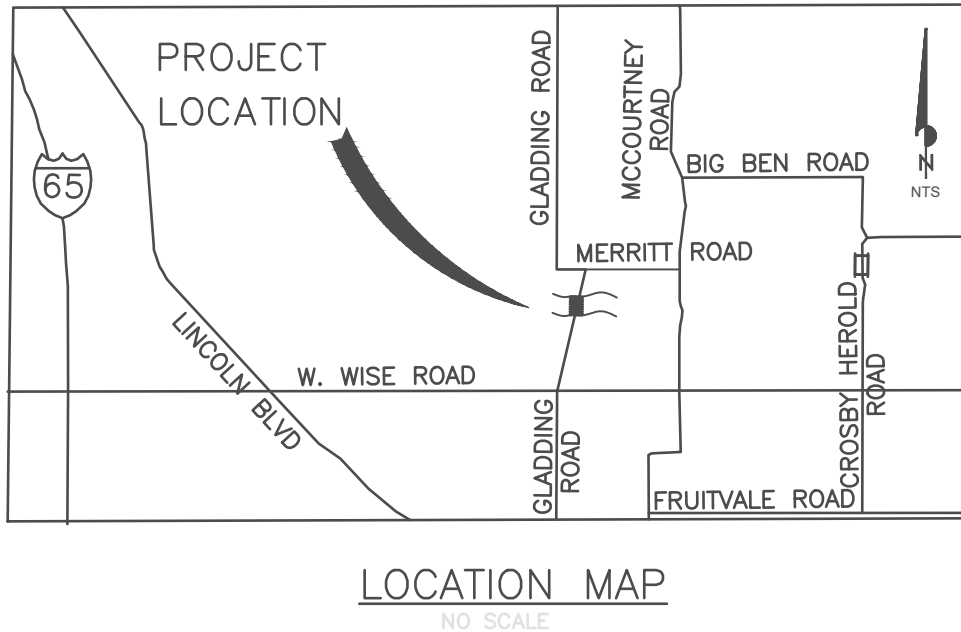 PROJECT
LOCATION
GLADDING ROAD
MCCOURTNEY
ROAD
BIG BEN ROAD
N
NTS
65
MERRITT ROAD
LINCOLN BLVD
W. WISE ROAD
CROSBY HEROLD
ROAD
GLADDING
ROAD
FRUITVALE ROAD
LOCATION MAP
NO SCALE